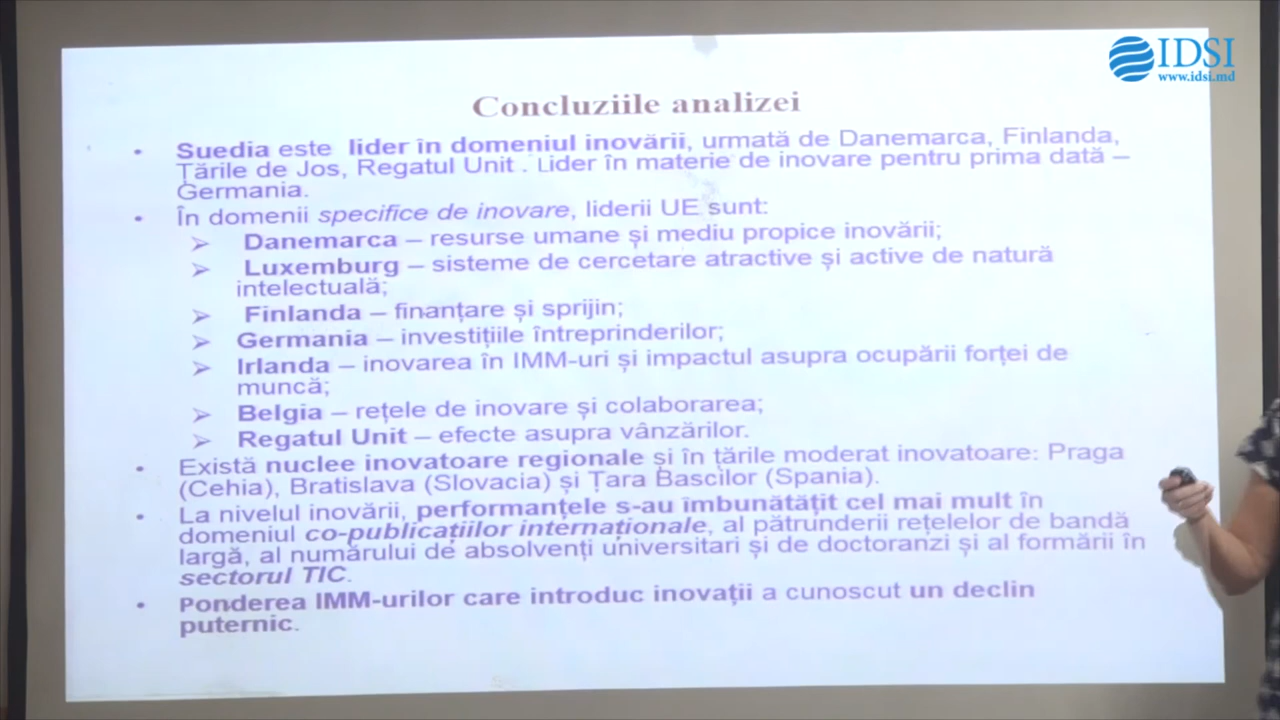 IDSI
www.idsi.md
Concluziile analizei
• Suedia este lider în domeniul inovării, urmată de Danemarca, Finlanda,
Țările de Jos, Regatul Unit . Lider în materie de inovare pentru prima dată –
Germania.
• În domenii specifice de inovare, liderii UE sunt:
➢ Danemarca – resurse umane și mediu propice inovării;
➢ Luxemburg – sisteme de cercetare atractive și active de natură
intelectuală;
➢ Finlanda – finanțare și sprijin;
➢ Germania – investițiile întreprinderilor;
➢ Irlanda – inovarea în IMM-uri și impactul asupra ocupării forței de
muncă;
➢ Belgia – rețele de inovare și colaborarea;
➢ Regatul Unit – efecte asupra vânzărilor.
• Există nuclee inovatoare regionale și în țările moderat inovatoare: Praga
(Cehia), Bratislava (Slovacia) și Țara Bascilor (Spania).
• La nivelul inovării, performanțele s-au îmbunătățit cel mai mult în
domeniul co-publicațiilor internaționale, al pătrunderii rețelelor de bandă
largă, al numărului de absolvenți universitari și de doctoranzi și al formării în
sectorul TIC.
• Ponderea IMM-urilor care introduc inovații a cunoscut un declin
puternic.